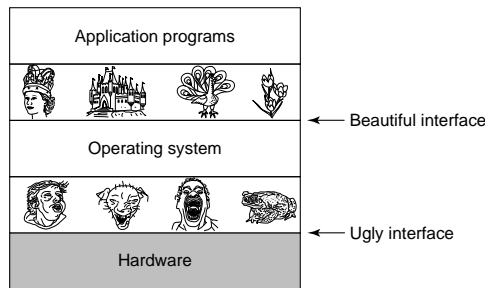 Application programs
Beautiful interface
Operating system
Ugly interface
Hardware